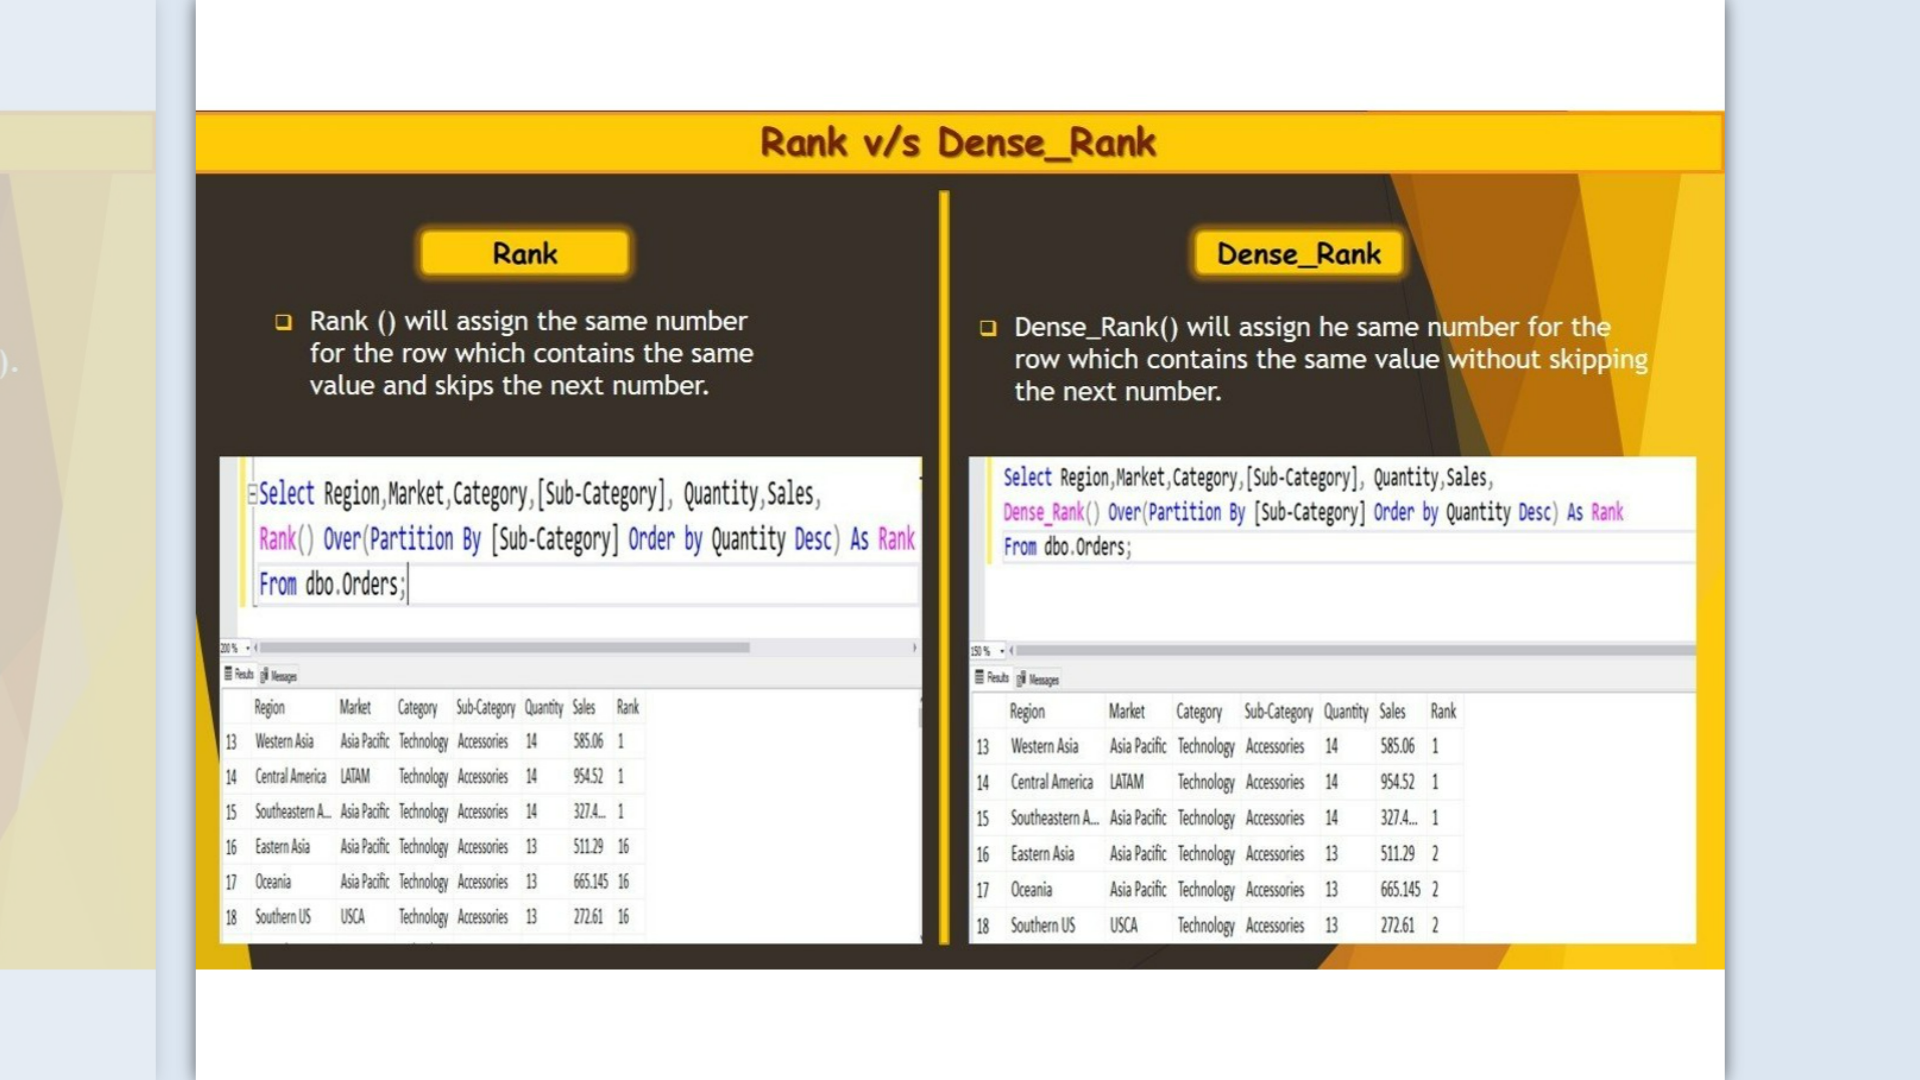 ).
Rank v/s Dense_Rank
Rank
Rank () will assign the same number
for the row which contains the same
value and skips the next number.
Select Region,Market,Category,[Sub-Category], Quantity,Sales,
Rank() Over(Partition By [Sub-Category] Order by Quantity Desc) As Rank
From dbo.Orders;
200 %
Results Messages
Region Market Category Sub-Category Quantity Sales Rank
13 Western Asia Asia Pacific Technology Accessories 14 585.06 1
14 Central America LATAM Technology Accessories 14 954.52 1
15 Southeastern A... Asia Pacific Technology Accessories 14 327.4... 1
16 Eastern Asia Asia Pacific Technology Accessories 13 511.29 16
17 Oceania Asia Pacific Technology Accessories 13 665.145 16
18 Southern US USCA Technology Accessories 13 272.61 16
Dense_Rank
Dense_Rank() will assign he same number for the
row which contains the same value without skipping
the next number.
Select Region,Market,Category,[Sub-Category], Quantity,Sales,
Dense_Rank() Over(Partition By [Sub-Category] Order by Quantity Desc) As Rank
From dbo.Orders;
150 %
Results Messages
Region Market Category Sub-Category Quantity Sales Rank
13 Western Asia Asia Pacific Technology Accessories 14 585.06 1
14 Central America LATAM Technology Accessories 14 954.52 1
15 Southeastern A... Asia Pacific Technology Accessories 14 327.4... 1
16 Eastern Asia Asia Pacific Technology Accessories 13 511.29 2
17 Oceania Asia Pacific Technology Accessories 13 665.145 2
18 Southern US USCA Technology Accessories 13 272.61 2